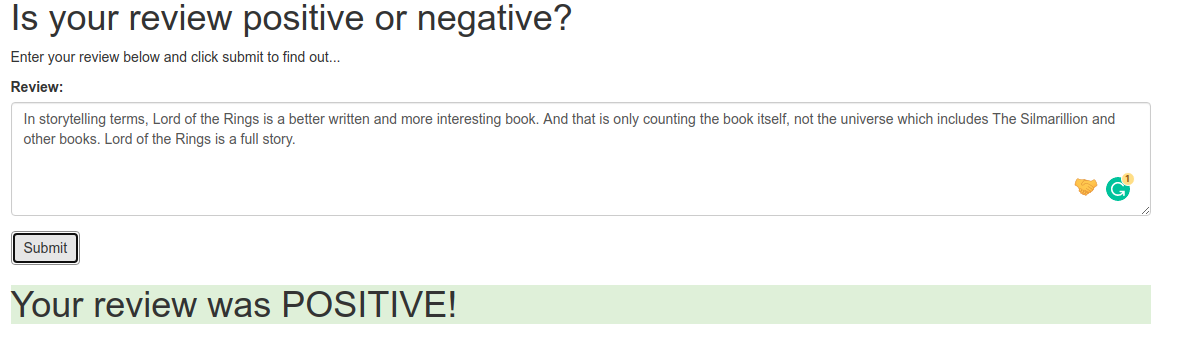 Is your review positive or negative?
Enter your review below and click submit to find out...
Review:
In storytelling terms, Lord of the Rings is a better written and more interesting book. And that is only counting the book itself, not the universe which includes The Silmarillion and
other books. Lord of the Rings is a full story.
1
Submit
Your review was POSITIVE!